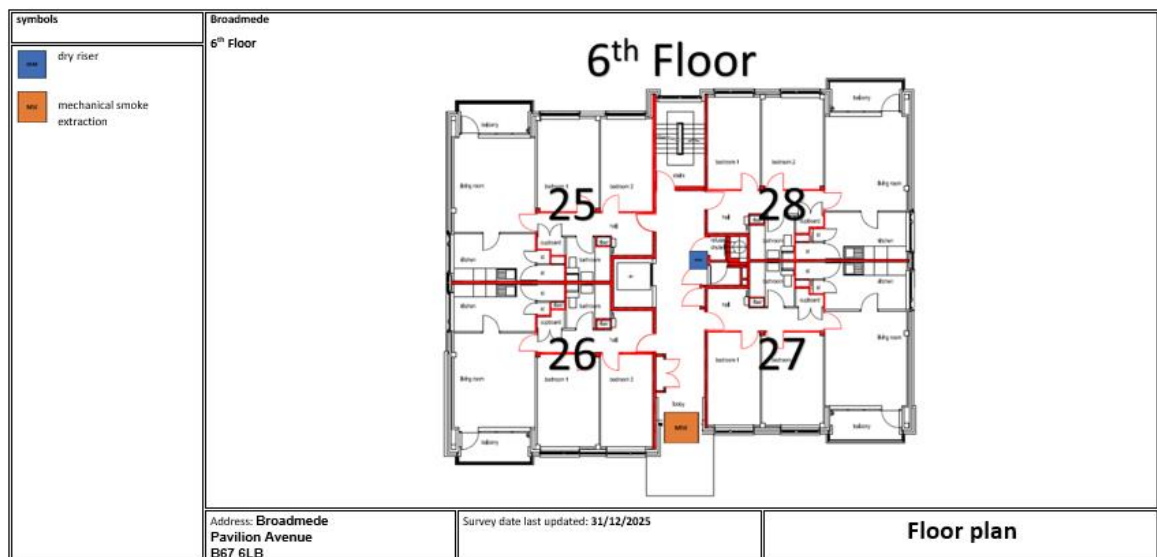 symbols
dry riser
mechanical smoke
extraction
Broadmede
6th Floor
6th Floor
balcony
balcony
stairs
bedroom 1
bedroom 2
bedroom 1
bedroom 2
living room
living room
25
28
hall
hall
cupboard
cupboard
bathroom
bathroom
kitchen
kitchen
kitchen
kitchen
bathroom
bathroom
cupboard
cupboard
hall
hall
living room
living room
26
27
bedroom 1
bedroom 2
bedroom 1
bedroom 2
balcony
balcony
Address: Broadmede
Pavilion Avenue
B67 6LB
Survey date last updated: 31/12/2025
Floor plan